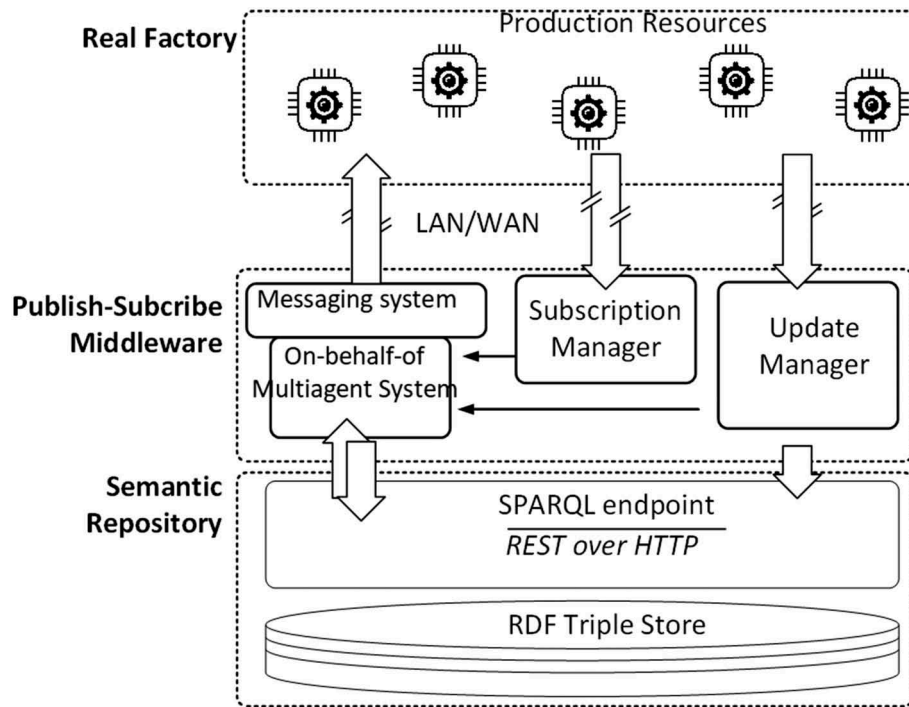 Production Resources
Real Factory
LAN/WAN
Publish-Subcribe
Middleware
Messaging system
On-behalf-of
Multiagent System
Subscription
Manager
Update
Manager
Semantic
Repository
SPARQL endpoint
REST over HTTP
RDF Triple Store